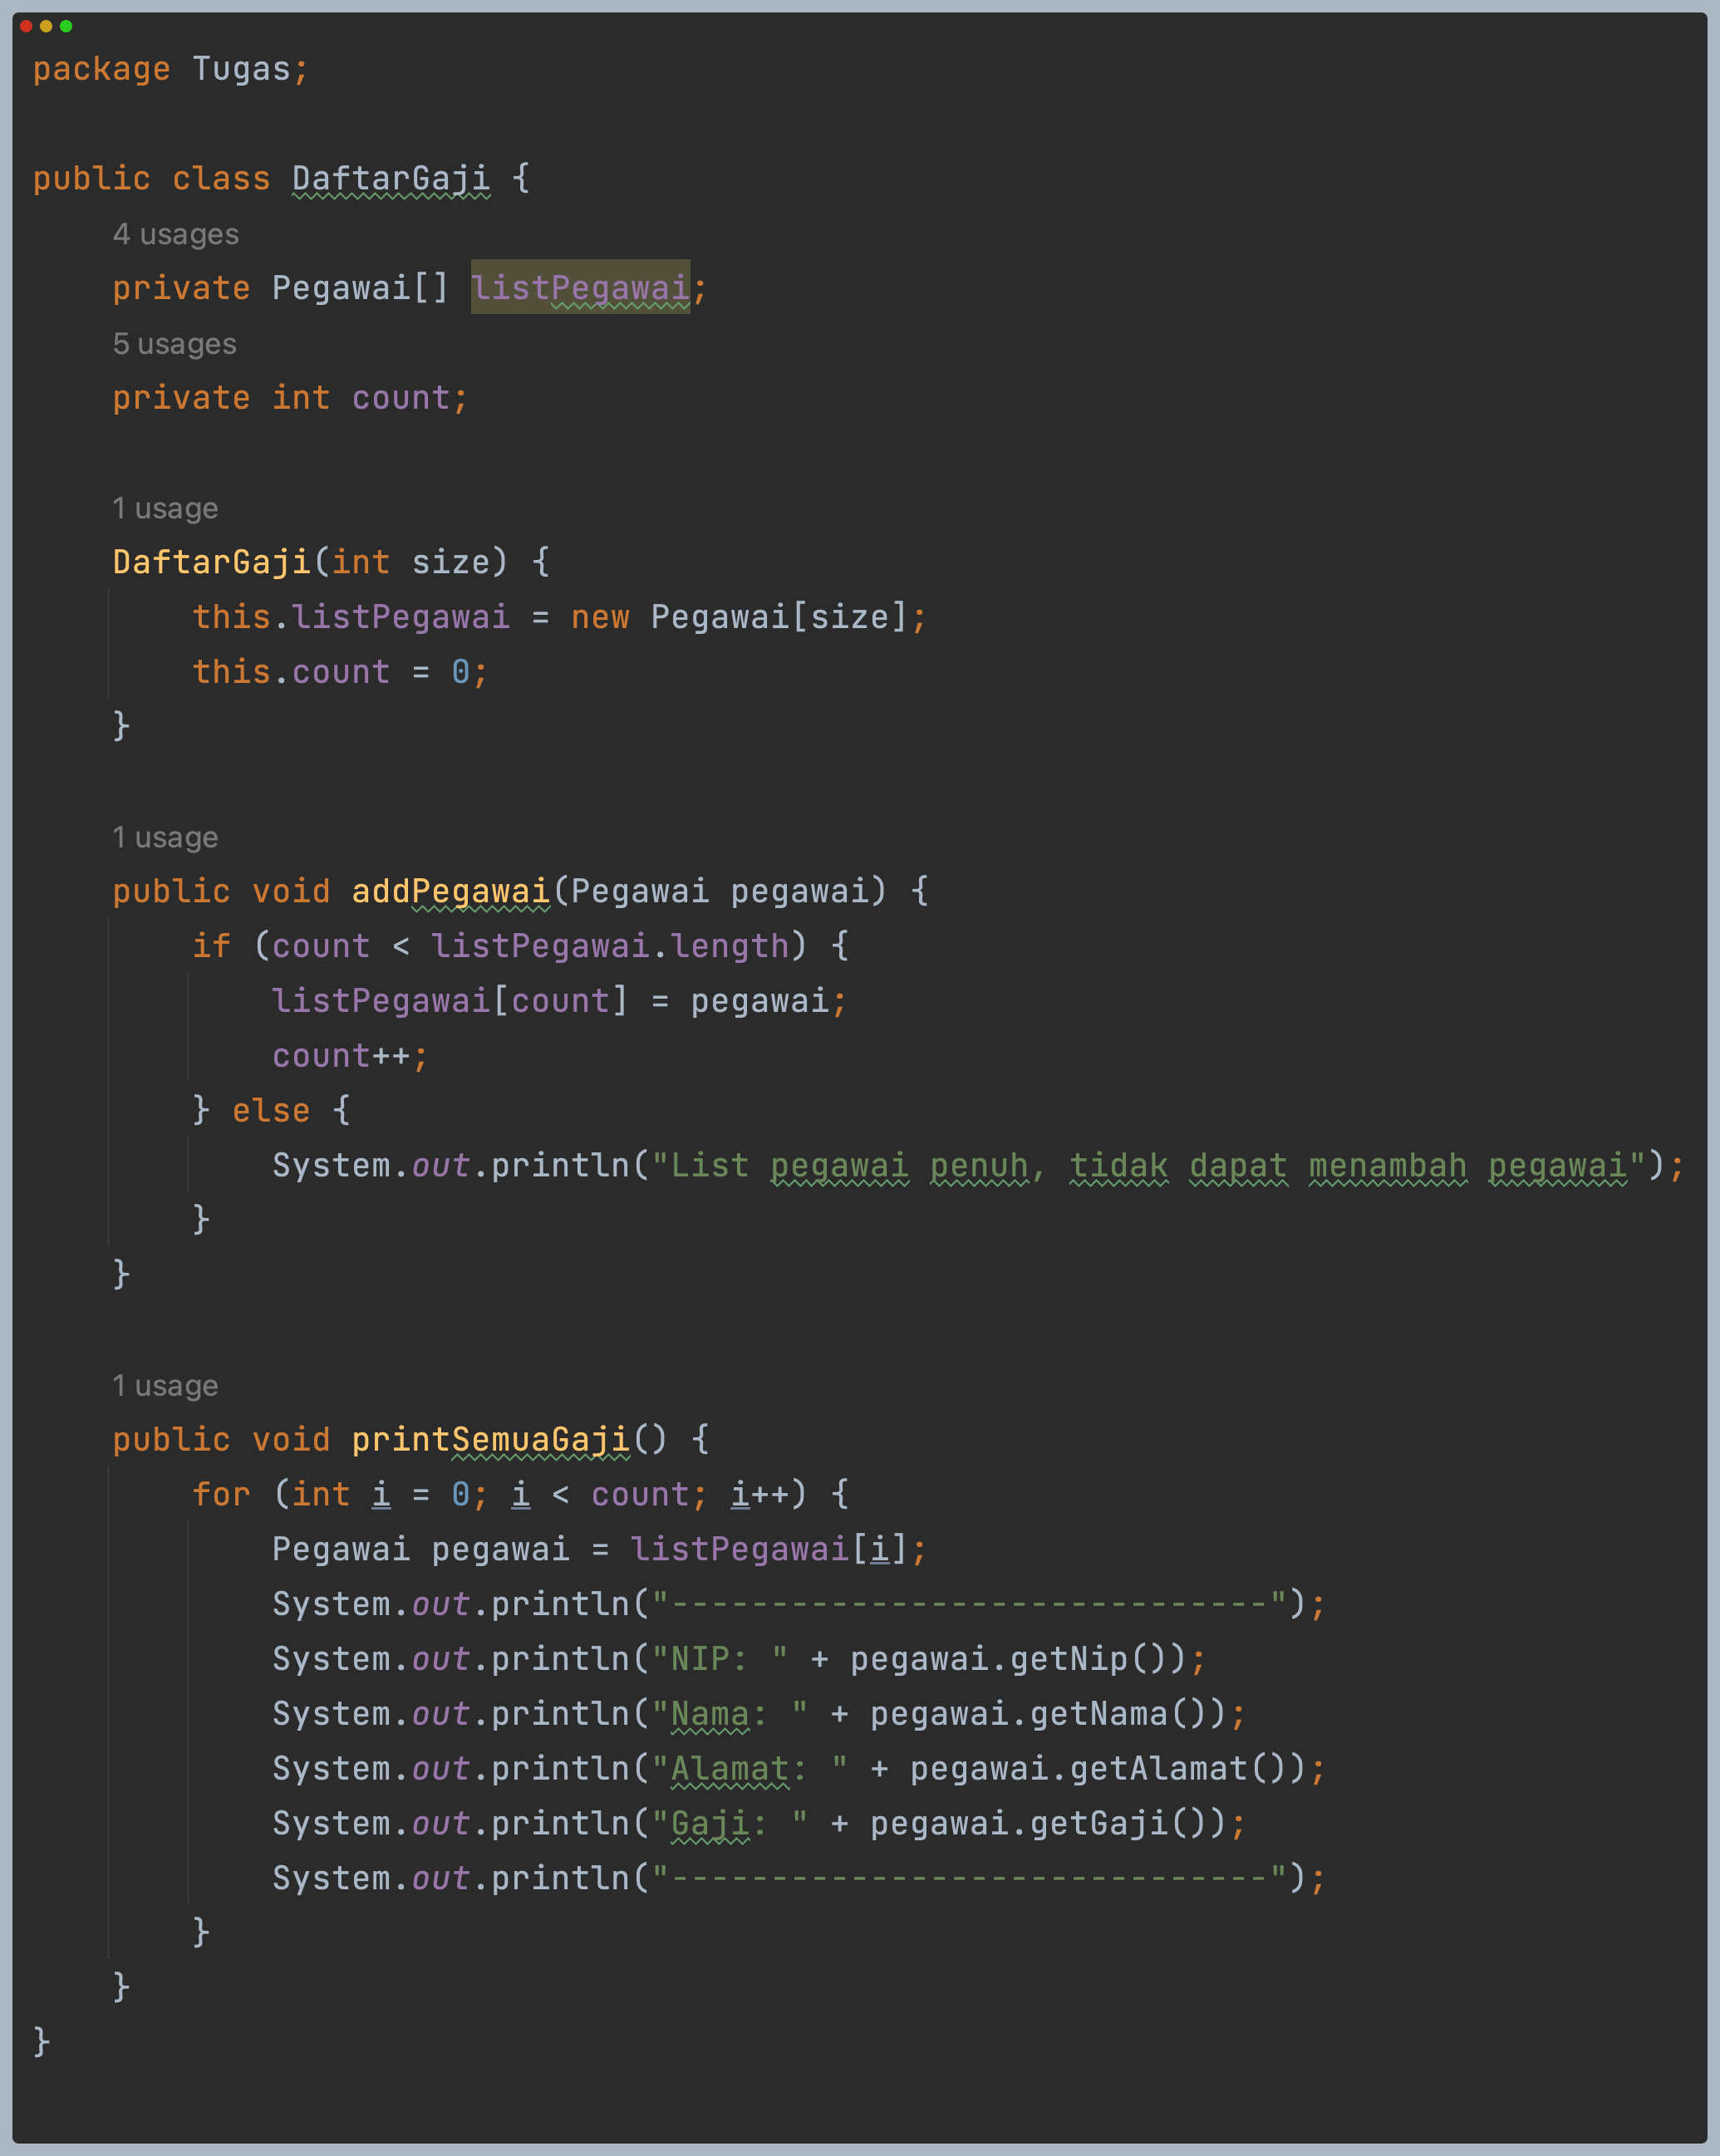 package Tugas;
public class DaftarGaji {
4 usages
private Pegawai[] listPegawai;
5 usages
private int count;
1 usage
DaftarGaji(int size) {
this.listPegawai = new Pegawai[size];
this.count = 0;
}
1 usage
public void addPegawai(Pegawai pegawai) {
if (count < listPegawai.length) {
listPegawai[count] = pegawai;
count++;
} else {
System.out.println("List pegawai penuh, tidak dapat menambah pegawai");
}
}
1 usage
public void printSemuaGaji() {
for (int i = 0; i < count; i++) {
Pegawai pegawai = listPegawai[i];
System.out.println("------------------------------");
System.out.println("NIP: " + pegawai.getNip());
System.out.println("Nama: " + pegawai.getNama());
System.out.println("Alamat: " + pegawai.getAlamat());
System.out.println("Gaji: " + pegawai.getGaji());
System.out.println("------------------------------");
}
}
}